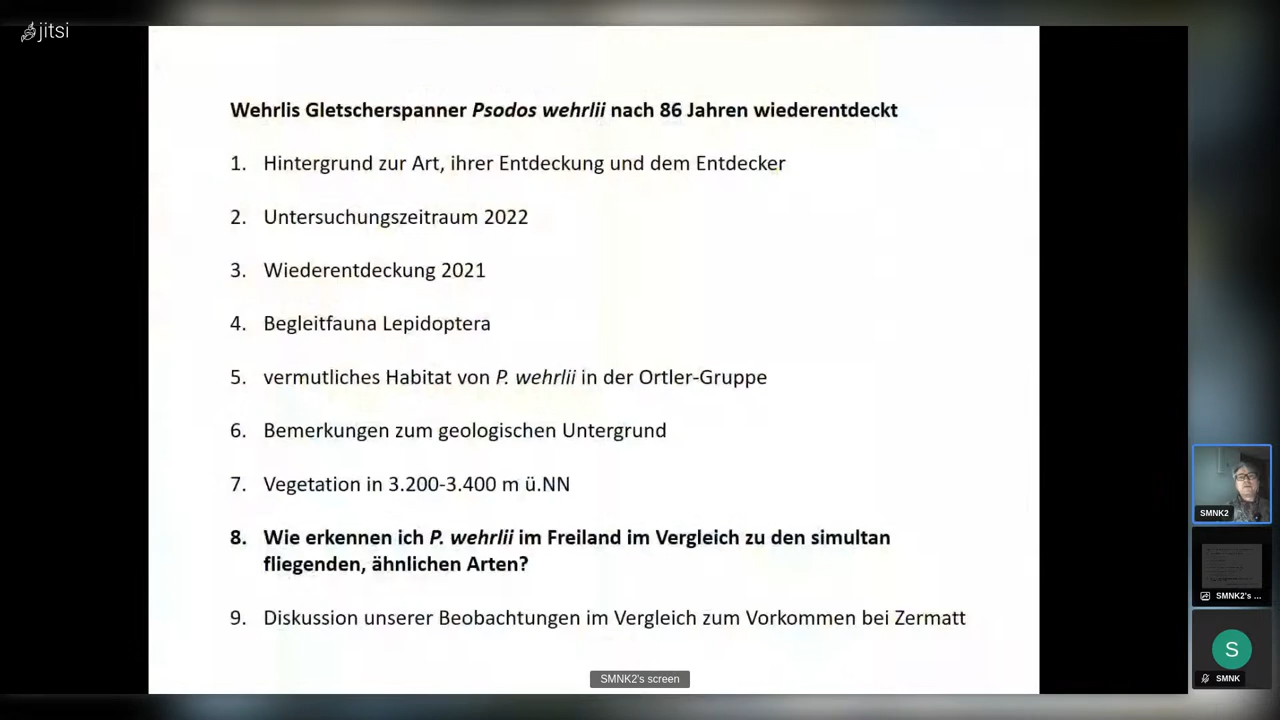 jitsi
Wehrlis Gletscherspanner Psodos wehrlii nach 86 Jahren wiederentdeckt
1. Hintergrund zur Art, ihrer Entdeckung und dem Entdecker
2. Untersuchungszeitraum 2022
3. Wiederentdeckung 2021
4. Begleitfauna Lepidoptera
5. vermutliches Habitat von P. wehrlii in der Ortler-Gruppe
6. Bemerkungen zum geologischen Untergrund
7. Vegetation in 3.200-3.400 m ü.NN
8. Wie erkennen ich P. wehrlii im Freiland im Vergleich zu den simultan
fliegenden, ähnlichen Arten?
9. Diskussion unserer Beobachtungen im Vergleich zum Vorkommen bei Zermatt
SMNK2's screen
SMNK2
SMNK2's ...
S
SMNK